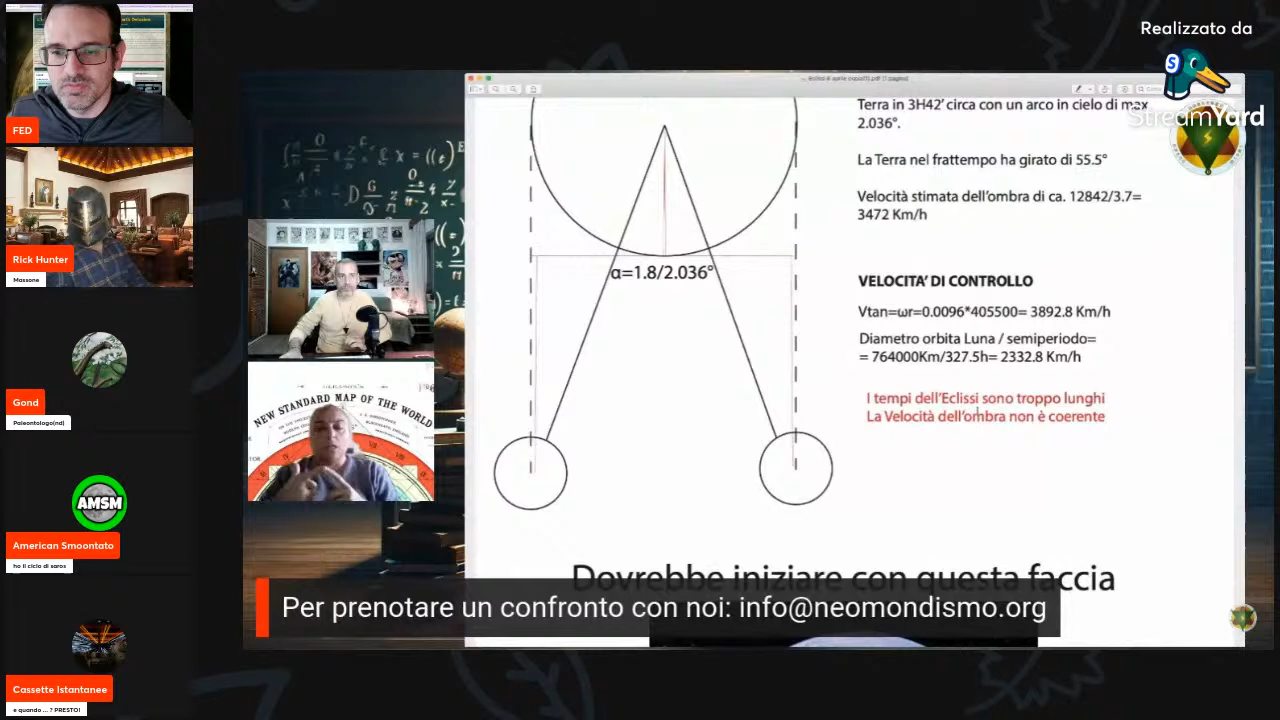 Realizzato da
StreamYard
FED
Rick Hunter
Massone
Gond
Paleontologo(nd)
AMSM
American Smoontato
ho il ciclo di saros
Cassette Istantanee
e quando ... ? PRESTO!
NEW STANDARD MAP OF THE WORLD
α=1.8/2.036°
Terra in 3H42' circa con un arco in cielo di max
2.036°.
La Terra nel frattempo ha girato di 55.5°
Velocità stimata dell'ombra di ca. 12842/3.7=
3472 Km/h
VELOCITA' DI CONTROLLO
Vtan=ωr=0.0096*405500= 3892.8 Km/h
Diametro orbita Luna / semiperiodo=
= 764000Km/327.5h= 2332.8 Km/h
I tempi dell'Eclissi sono troppo lunghi
La Velocità dell'ombra non è coerente
Dovrebbe iniziare con questa faccia
Per prenotare un confronto con noi: info@neomondismo.org